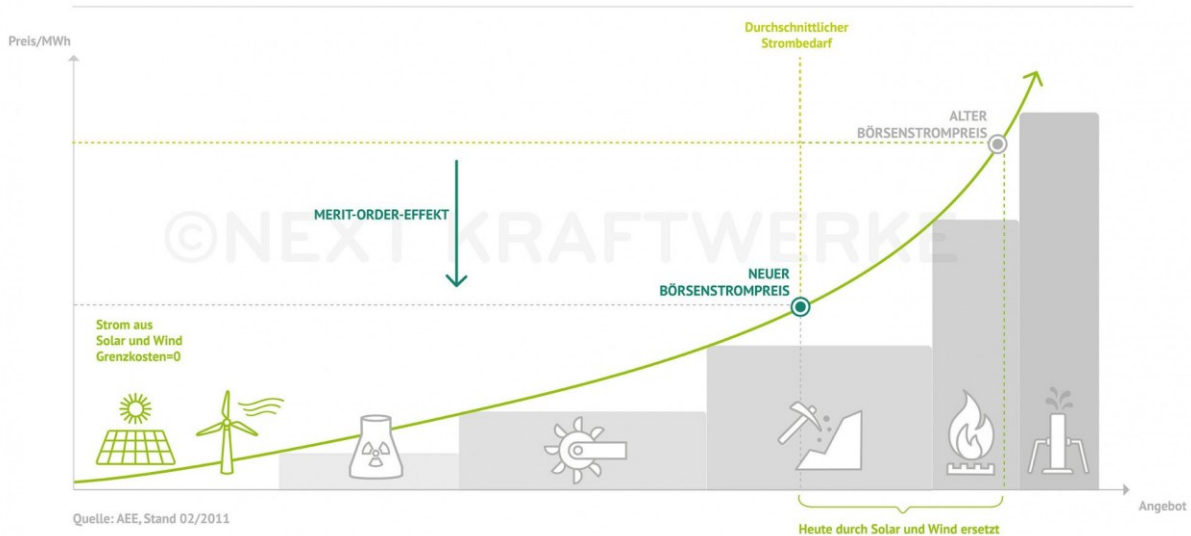 Preis/MWh
Durchschnittlicher
Strombedarf
ALTER
BÖRSENSTROMPREIS
MERIT-ORDER-EFFEKT
©NEXT KRAFTWERKE
NEUER
BÖRSENSTROMPREIS
Strom aus
Solar und Wind
Grenzkosten=0
Angebot
Quelle: AEE, Stand 02/2011
Heute durch Solar und Wind ersetzt